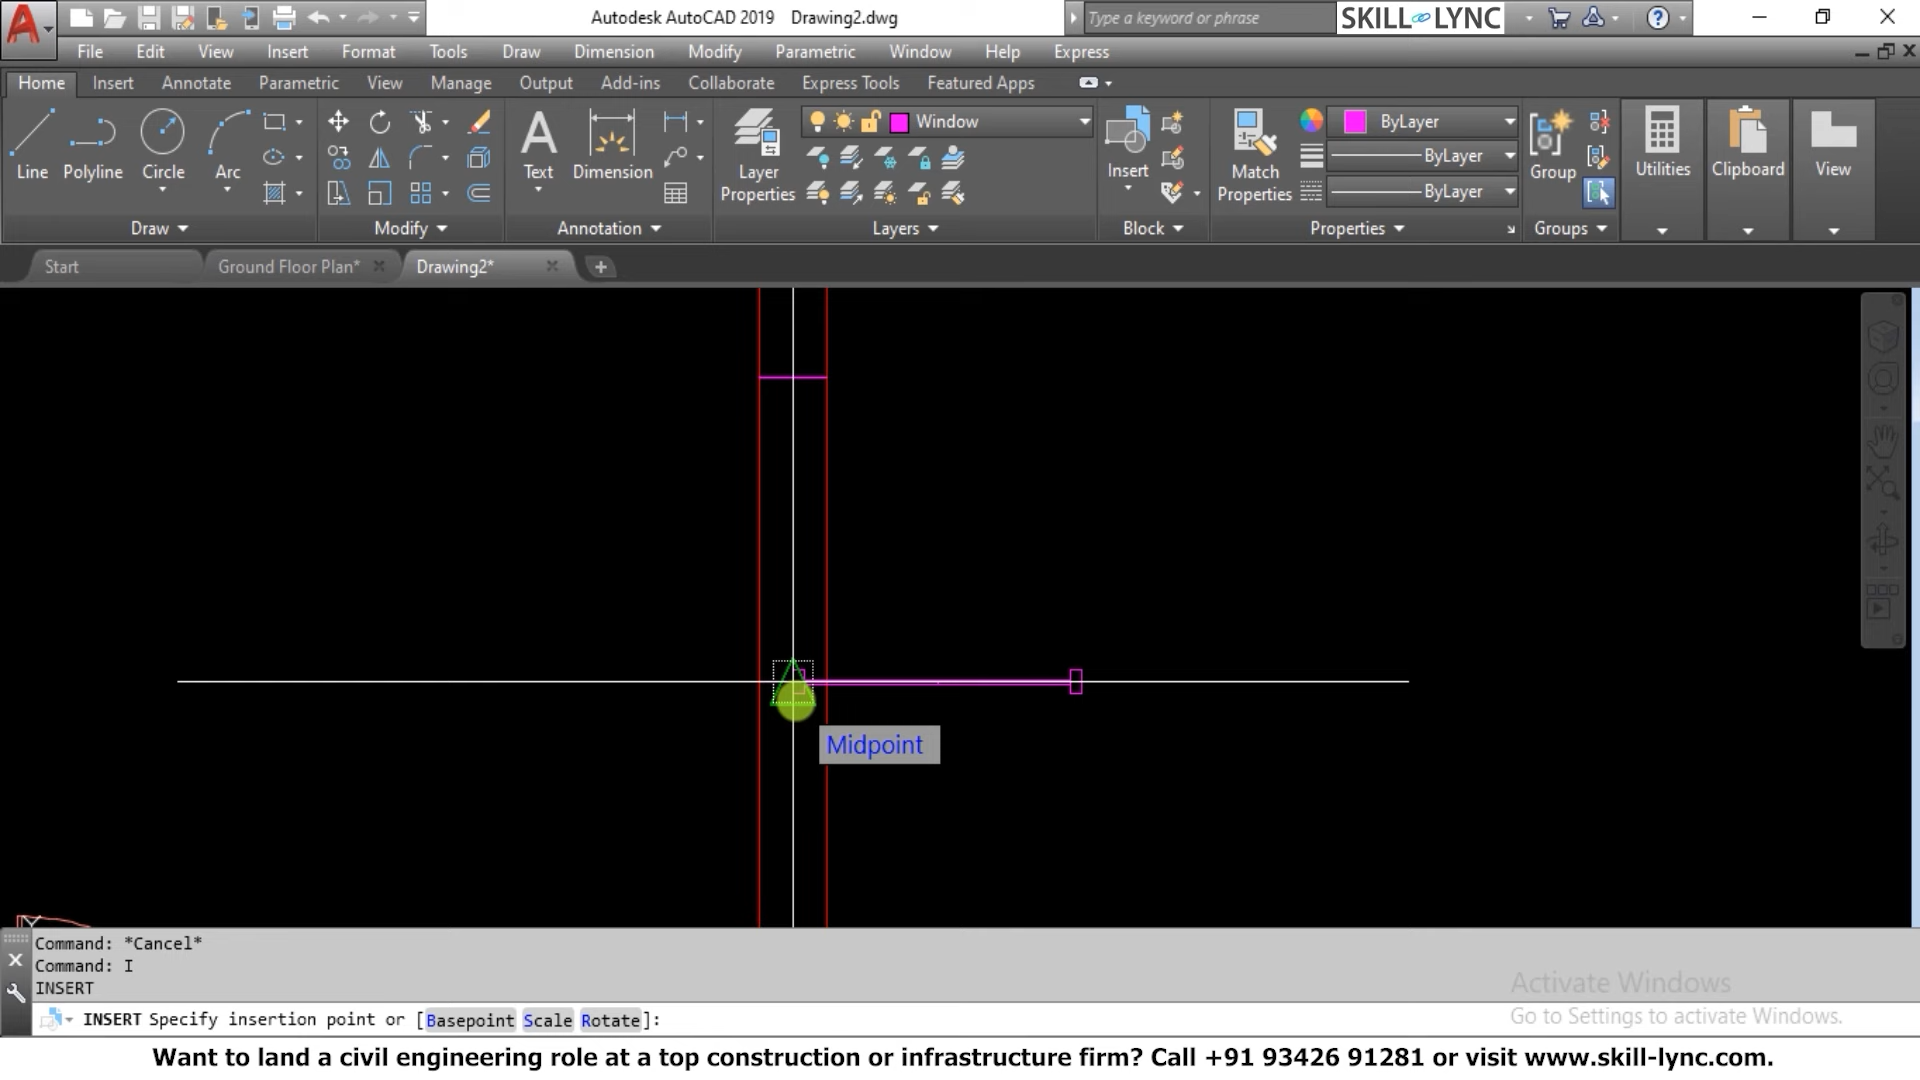 Autodesk AutoCAD 2019 Drawing2.dwg
Type a keyword or phrase
SKILL LYNC
File Edit View Insert Format Tools Draw Dimension Modify Parametric Window Help Express
Home Insert Annotate Parametric View Manage Output Add-ins Collaborate Express Tools Featured Apps
Window ByLayer
ByLayer
Line Polyline Circle Arc Text Dimension Layer Properties Insert Match Properties ByLayer Group Utilities Clipboard View
Draw Modify Annotation Layers Block Properties Groups
Start Ground Floor Plan* Drawing2*
Midpoint
Command: *Cancel*
Command: I
INSERT
INSERT Specify insertion point or [Basepoint Scale Rotate]:
Activate Windows
Go to Settings to activate Windows.
Want to land a civil engineering role at a top construction or infrastructure firm? Call +91 93426 91281 or visit www.skill-lync.com.